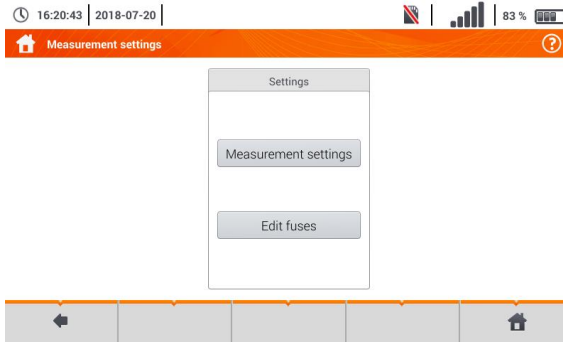 16:20:43 2018-07-20 83 %
Measurement settings ?
Settings
Measurement settings
Edit fuses